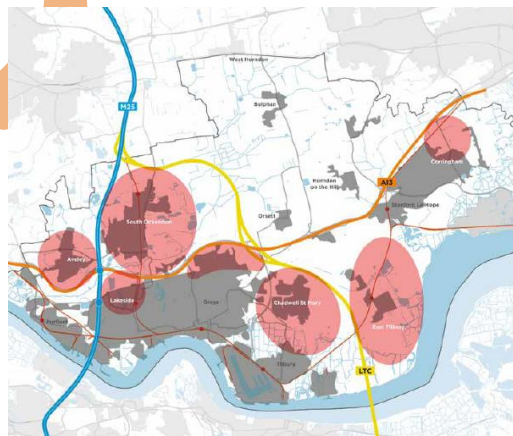 West Horndon
M25
Bulphan
Corringham
Horndon
on the Hill
A13
Stanford Le Hope
Orsett
South Ockendon
Aveley
Lakeside
Grays
Chadwell St Mary
East Tilbury
Purfleet
Tilbury
LTC